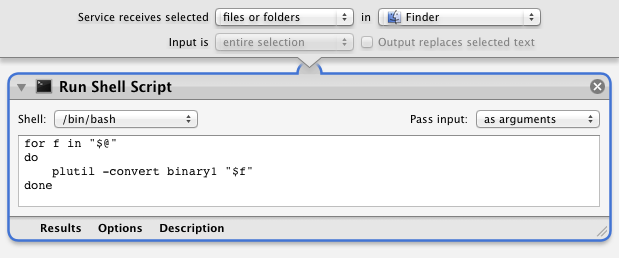 Service receives selected files or folders in Finder
Input is entire selection Output replaces selected text
Run Shell Script
Shell: /bin/bash Pass input: as arguments
for f in "$@"
do
    plutil -convert binary1 "$f"
done
Results Options Description